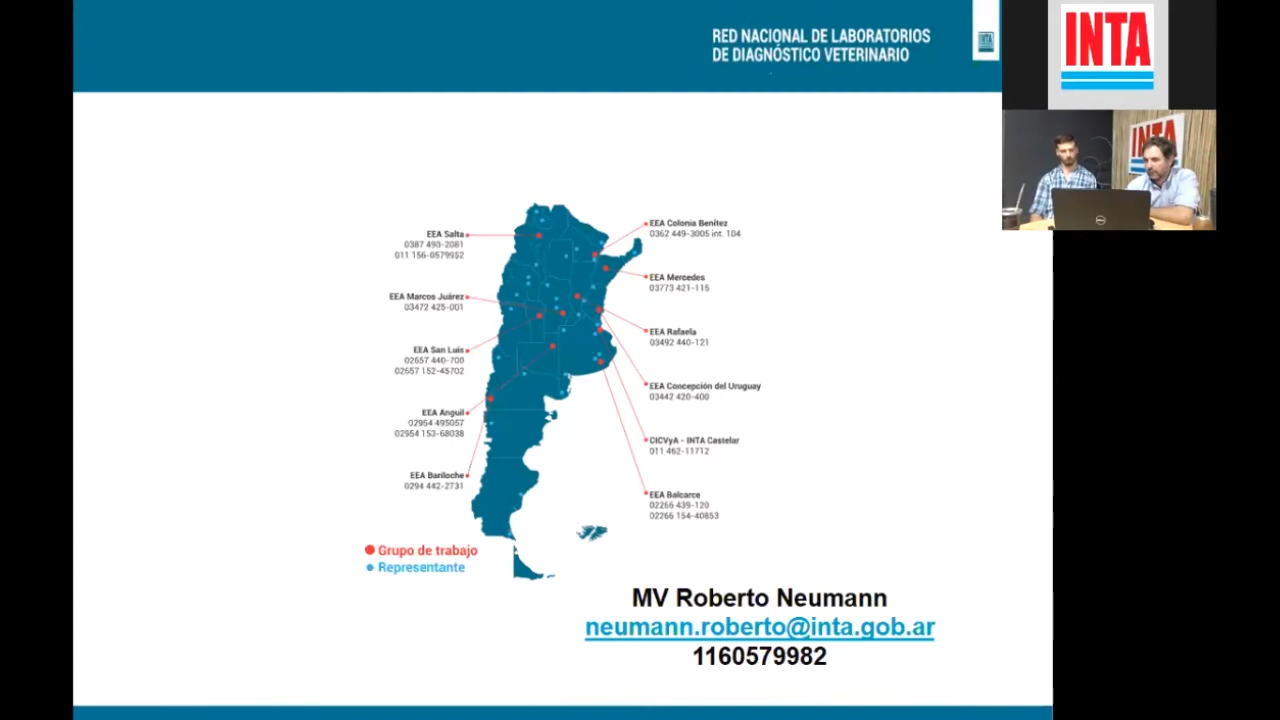 RED NACIONAL DE LABORATORIOS
DE DIAGNÓSTICO VETERINARIO
INTA
INTA
INTA
EEA Salta
0387 490-2081
011 156-0579982
EEA Marcos Juárez
03472 425-001
EEA San Luis
02657 440-700
02657 152-45702
EEA Anguil
02954 495057
02954 153-68038
EEA Bariloche
0294 442-2731
EEA Colonia Benítez
0362 449-3005 int. 104
EEA Mercedes
03773 421-115
EEA Rafaela
03492 440-121
EEA Concepción del Uruguay
03442 420-400
CICVyA - INTA Castelar
011 462-11712
EEA Balcarce
02266 439-120
02266 154-40853
Grupo de trabajo
Representante
MV Roberto Neumann
neumann.roberto@inta.gob.ar
1160579982